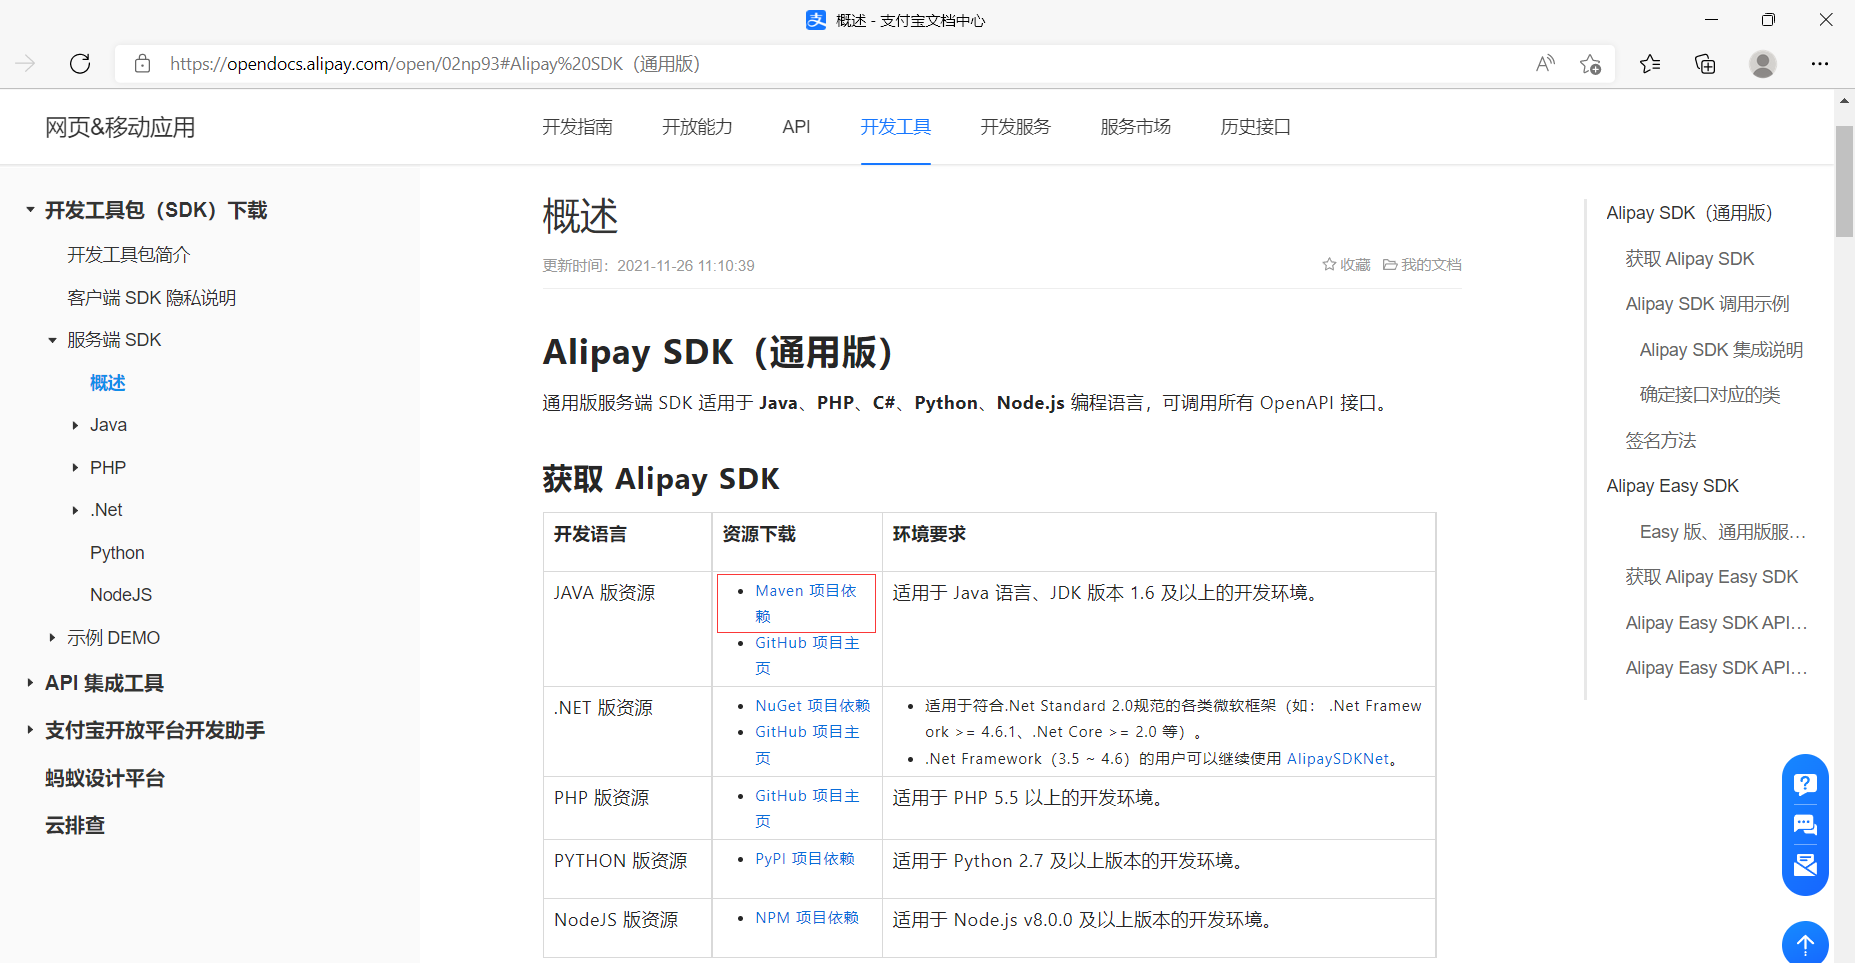 概述 - 支付宝文档中心
https://opendocs.alipay.com/open/02np93#Alipay%20SDK（通用版）
网页&移动应用
开发指南
开放能力
API
开发工具
开发服务
服务市场
历史接口
开发工具包（SDK）下载
开发工具包简介
客户端 SDK 隐私说明
服务端 SDK
概述
Java
PHP
.Net
Python
NodeJS
示例 DEMO
API 集成工具
支付宝开放平台开发助手
蚂蚁设计平台
云排查
概述
更新时间：2021-11-26 11:10:39
收藏
我的文档
Alipay SDK（通用版）
通用版服务端 SDK 适用于 Java、PHP、C#、Python、Node.js 编程语言，可调用所有 OpenAPI 接口。
获取 Alipay SDK
开发语言
资源下载
环境要求
JAVA 版资源
Maven 项目依
赖
GitHub 项目主
页
适用于 Java 语言、JDK 版本 1.6 及以上的开发环境。
.NET 版资源
NuGet 项目依赖
GitHub 项目主
页
适用于符合.Net Standard 2.0规范的各类微软框架（如： .Net Framew
ork >= 4.6.1、.Net Core >= 2.0 等）。
.Net Framework（3.5 ~ 4.6）的用户可以继续使用 AlipaySDKNet。
PHP 版资源
GitHub 项目主
页
适用于 PHP 5.5 以上的开发环境。
PYTHON 版资源
PyPI 项目依赖
适用于 Python 2.7 及以上版本的开发环境。
NodeJS 版资源
NPM 项目依赖
适用于 Node.js v8.0.0 及以上版本的开发环境。
Alipay SDK（通用版）
获取 Alipay SDK
Alipay SDK 调用示例
Alipay SDK 集成说明
确定接口对应的类
签名方法
Alipay Easy SDK
Easy 版、通用版服...
获取 Alipay Easy SDK
Alipay Easy SDK API...
Alipay Easy SDK API...